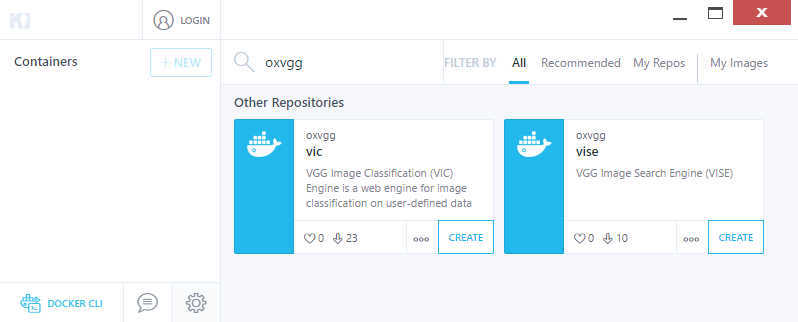 LOGIN
Containers
+ NEW
oxvgg
FILTER BY
All
Recommended
My Repos
My Images
Other Repositories
oxvgg
vic
VGG Image Classification (VIC)
Engine is a web engine for image
classification on user-defined data
0
23
CREATE
oxvgg
vise
VGG Image Search Engine (VISE)
0
10
CREATE
DOCKER CLI